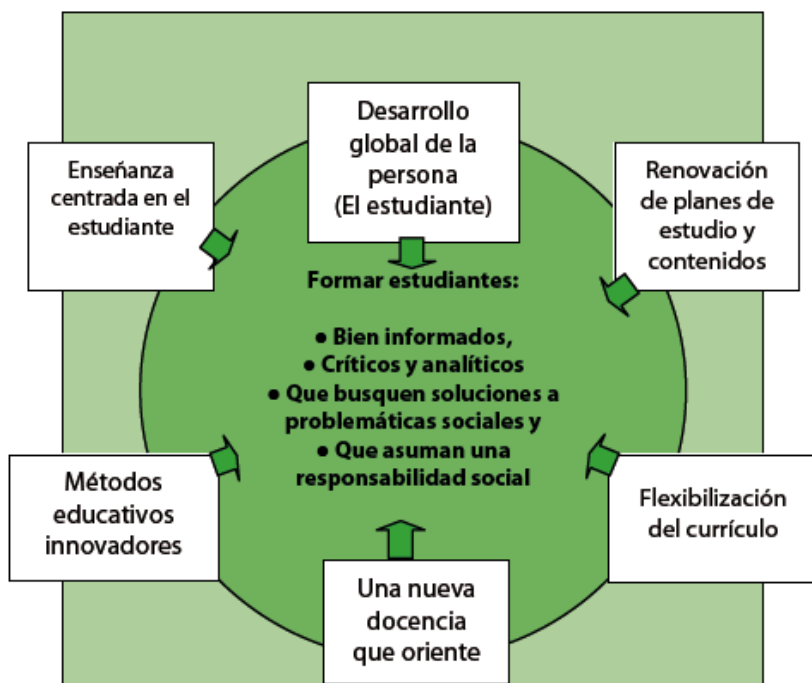 Desarrollo
global de la
persona
(El estudiante)
Enseñanza
centrada en el
estudiante
Renovación
de planes de
estudio y
contenidos
Formar estudiantes:
● Bien informados,
● Críticos y analíticos
● Que busquen soluciones a
problemáticas sociales y
● Que asuman una
responsabilidad social
Métodos
educativos
innovadores
Flexibilización
del currículo
Una nueva
docencia
que oriente